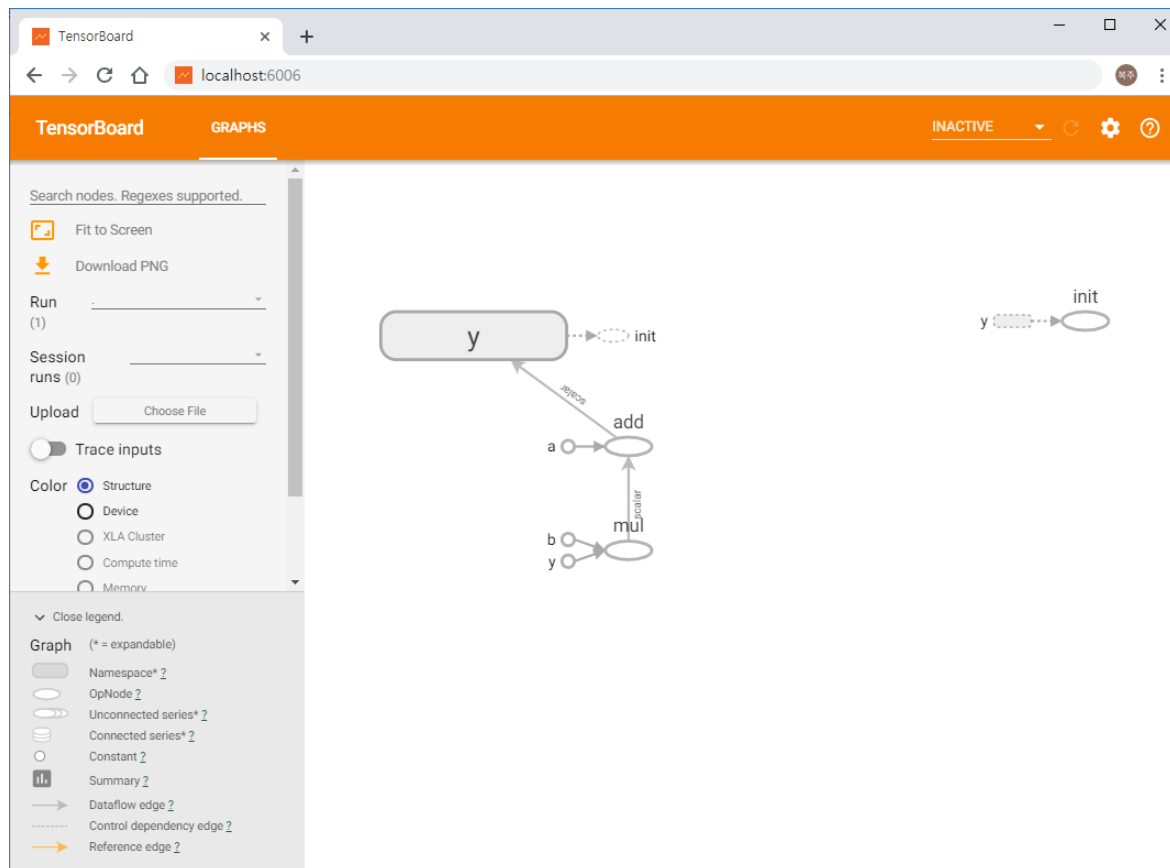 TensorBoard
localhost:6006
복주
TensorBoard GRAPHS INACTIVE
Search nodes. Regexes supported.
Fit to Screen
Download PNG
Run
(1)
.
Session
runs (0)
Upload Choose File
Trace inputs
Color Structure
Device
XLA Cluster
Compute time
Memory
Close legend.
Graph (* = expandable)
Namespace* ?
OpNode ?
Unconnected series* ?
Connected series* ?
Constant ?
Summary ?
Dataflow edge ?
Control dependency edge ?
Reference edge ?
y
init
scalar
add
a
scalar
mul
b
y
init
y